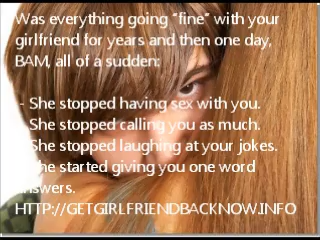 Was everything going "fine" with your
girlfriend for years and then one day,
BAM, all of a sudden:
- She stopped having sex with you.
- She stopped calling you as much.
- She stopped laughing at your jokes.
- She started giving you one word
answers.
HTTP://GETGIRLFRIENDBACKNOW.INFO